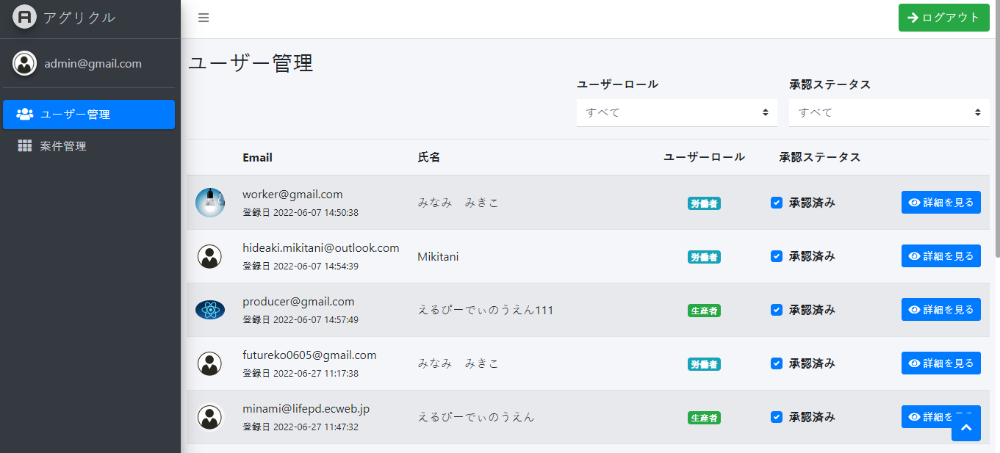 アグリクル
ログアウト
admin@gmail.com
ユーザー管理
案件管理
ユーザー管理
ユーザーロール 承認ステータス
すべて すべて
Email 氏名 ユーザーロール 承認ステータス
worker@gmail.com
登録日 2022-06-07 14:50:38
みなみ　みきこ 労働者 承認済み 詳細を見る
hideaki.mikitani@outlook.com
登録日 2022-06-07 14:54:39
Mikitani 労働者 承認済み 詳細を見る
producer@gmail.com
登録日 2022-06-07 14:57:49
えるぴーでぃのうえん111 生産者 承認済み 詳細を見る
futureko0605@gmail.com
登録日 2022-06-27 11:17:38
みなみ　みきこ 労働者 承認済み 詳細を見る
minami@lifepd.ecweb.jp
登録日 2022-06-27 11:47:32
えるぴーでぃのうえん 生産者 承認済み 詳細を